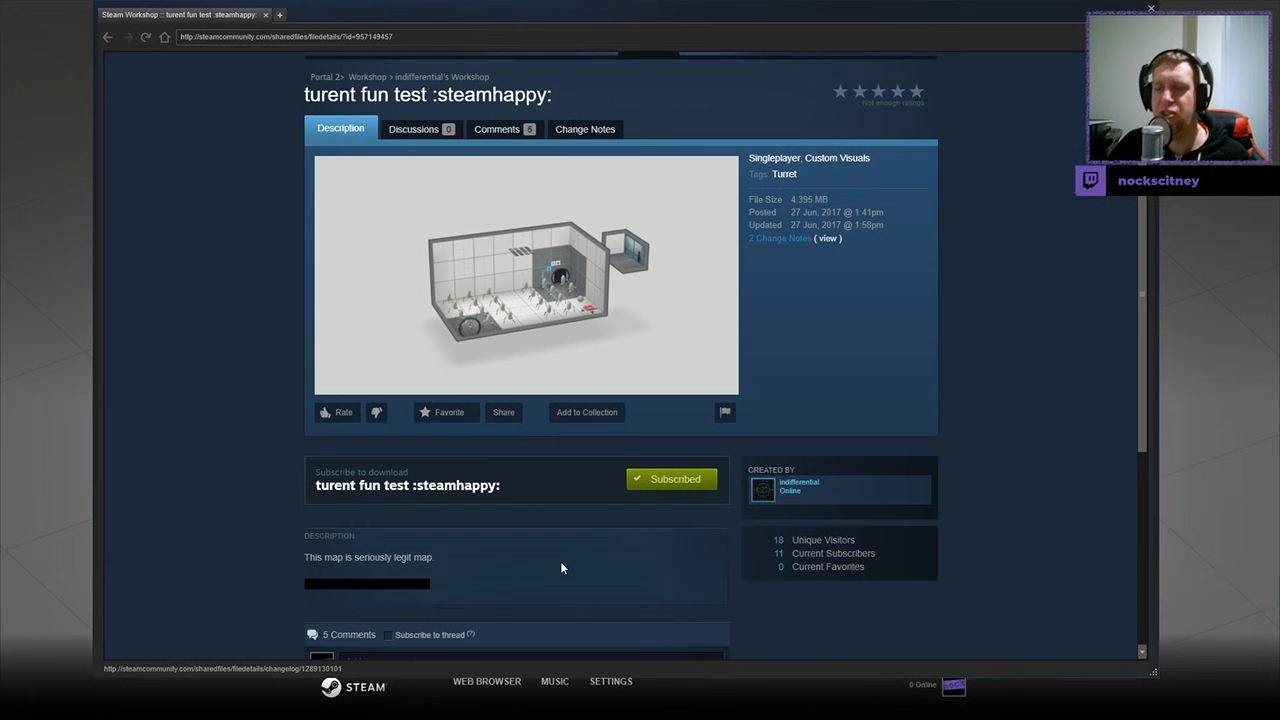 Steam Workshop :: turent fun test :steamhappy:
http://steamcommunity.com/sharedfiles/filedetails/?id=957149457
Portal 2> Workshop > indifferential's Workshop
turent fun test :steamhappy:
Not enough ratings
Description Discussions 0 Comments 5 Change Notes
Singleplayer, Custom Visuals
Tags: Turret
File Size 4.395 MB
Posted 27 Jun, 2017 @ 1:41pm
Updated 27 Jun, 2017 @ 1:58pm
2 Change Notes ( view )
nockscitney
Rate Favorite Share Add to Collection
Subscribe to download
turent fun test :steamhappy:
Subscribed
CREATED BY
indifferential
Online
DESCRIPTION
This map is seriously legit map.
18 Unique Visitors
11 Current Subscribers
0 Current Favorites
5 Comments Subscribe to thread (?)
http://steamcommunity.com/sharedfiles/filedetails/changelog/1289130101
STEAM WEB BROWSER MUSIC SETTINGS
0 Online